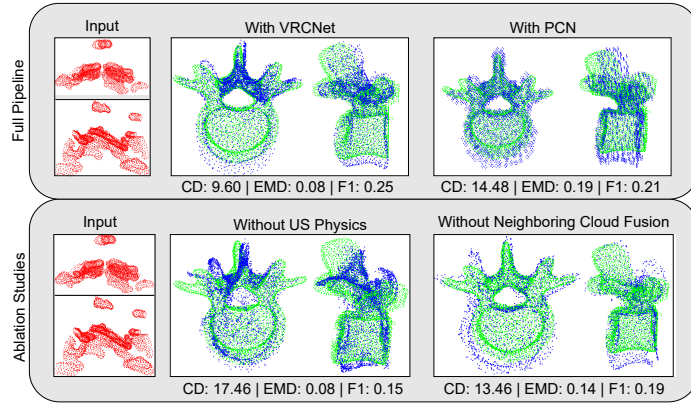 Full Pipeline
Input
With VRCNet
With PCN
CD: 9.60 | EMD: 0.08 | F1: 0.25
CD: 14.48 | EMD: 0.19 | F1: 0.21
Ablation Studies
Input
Without US Physics
Without Neighboring Cloud Fusion
CD: 17.46 | EMD: 0.08 | F1: 0.15
CD: 13.46 | EMD: 0.14 | F1: 0.19